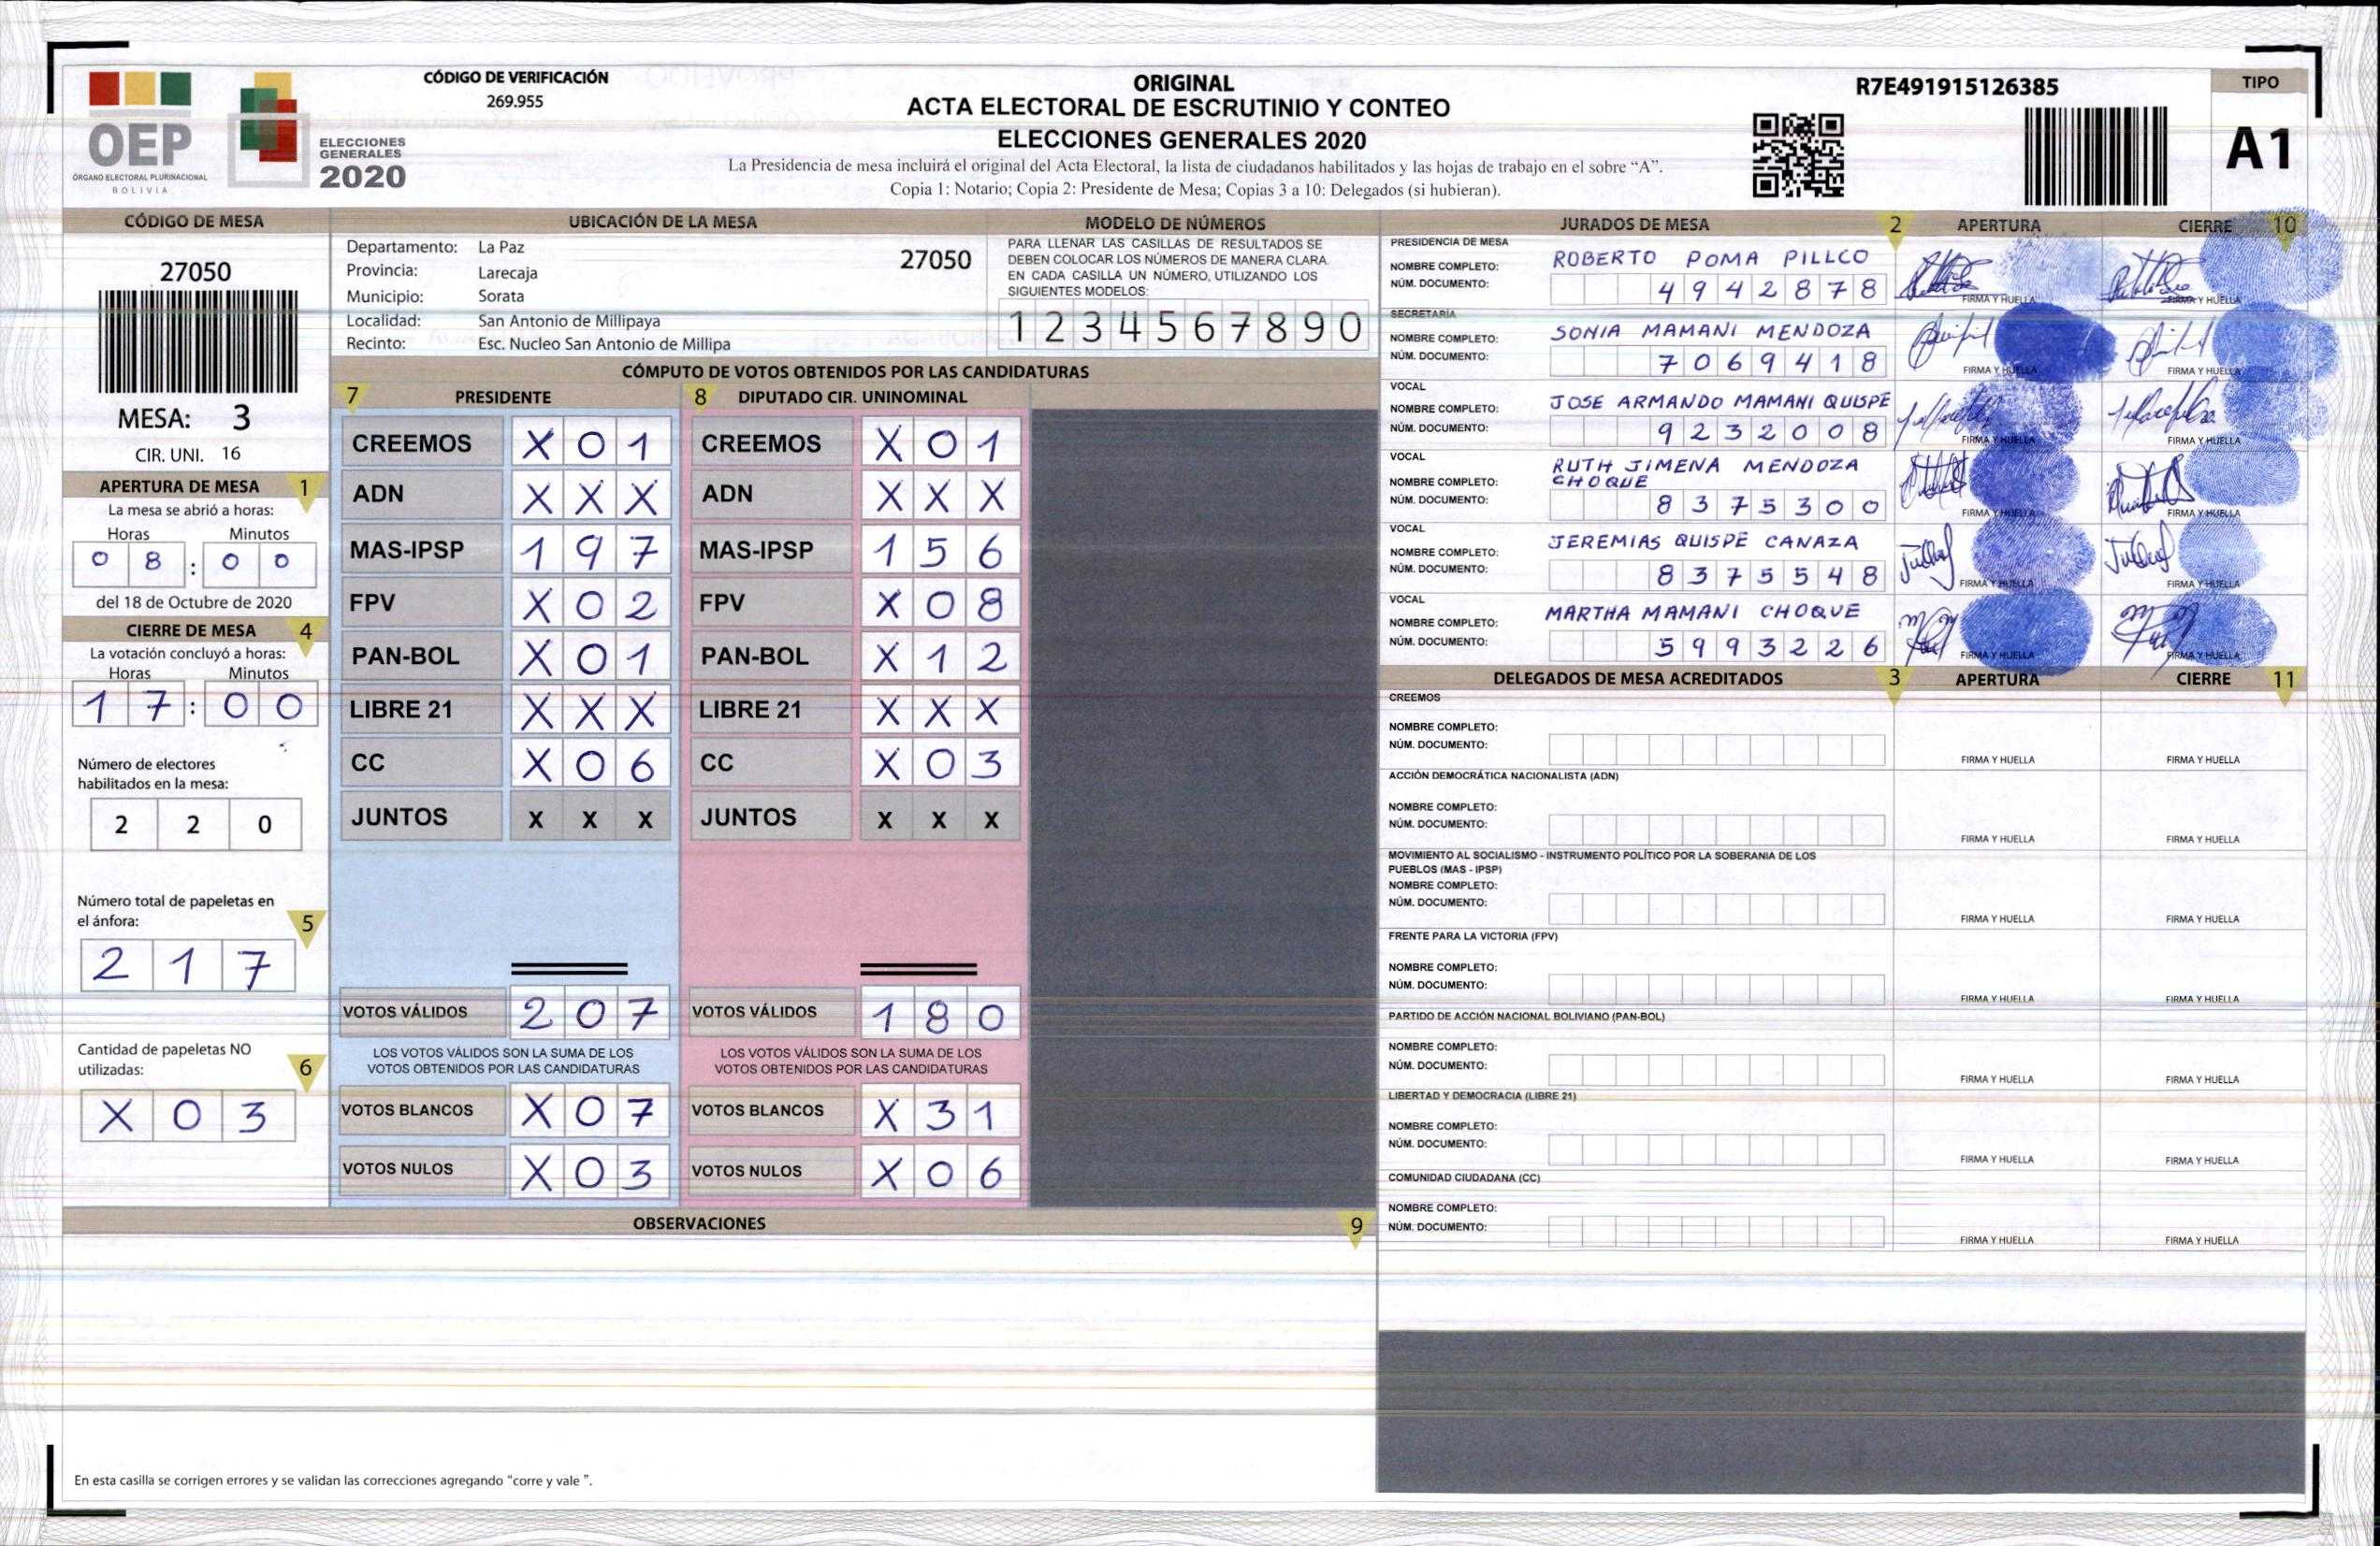 CÓDIGO DE VERIFICACIÓN
269.955
OEP
ÓRGANO ELECTORAL PLURINACIONAL
BOLIVIA
ELECCIONES
GENERALES
2020
ORIGINAL
ACTA ELECTORAL DE ESCRUTINIO Y CONTEO
ELECCIONES GENERALES 2020
La Presidencia de mesa incluirá el original del Acta Electoral, la lista de ciudadanos habilitados y las hojas de trabajo en el sobre “A”.
Copia 1: Notario; Copia 2: Presidente de Mesa; Copias 3 a 10: Delegados (si hubieran).
R7E491915126385
TIPO
A1
CÓDIGO DE MESA
27050
MESA: 3
CIR. UNI. 16
APERTURA DE MESA 1
La mesa se abrió a horas:
Horas Minutos
0 8 : 0 0
del 18 de Octubre de 2020
CIERRE DE MESA 4
La votación concluyó a horas:
Horas Minutos
1 7 : 0 0
Número de electores
habilitados en la mesa:
2 2 0
Número total de papeletas en
el ánfora: 5
2 1 7
Cantidad de papeletas NO
utilizadas: 6
X 0 3
UBICACIÓN DE LA MESA
Departamento: La Paz
27050
Provincia: Larecaja
Municipio: Sorata
Localidad: San Antonio de Millipaya
Recinto: Esc. Nucleo San Antonio de Millipa
MODELO DE NÚMEROS
PARA LLENAR LAS CASILLAS DE RESULTADOS SE
DEBEN COLOCAR LOS NÚMEROS DE MANERA CLARA.
EN CADA CASILLA UN NÚMERO, UTILIZANDO LOS
SIGUIENTES MODELOS:
1 2 3 4 5 6 7 8 9 0
CÓMPUTO DE VOTOS OBTENIDOS POR LAS CANDIDATURAS
7 PRESIDENTE 8 DIPUTADO CIR. UNINOMINAL
CREEMOS X 0 1 CREEMOS X 0 1
ADN X X X ADN X X X
MAS-IPSP 1 9 7 MAS-IPSP 1 5 6
FPV X 0 2 FPV X 0 8
PAN-BOL X 0 1 PAN-BOL X 1 2
LIBRE 21 X X X LIBRE 21 X X X
CC X 0 6 CC X 0 3
JUNTOS X X X JUNTOS X X X
VOTOS VÁLIDOS 2 0 7 VOTOS VÁLIDOS 1 8 0
LOS VOTOS VÁLIDOS SON LA SUMA DE LOS LOS VOTOS VÁLIDOS SON LA SUMA DE LOS
VOTOS OBTENIDOS POR LAS CANDIDATURAS VOTOS OBTENIDOS POR LAS CANDIDATURAS
VOTOS BLANCOS X 0 7 VOTOS BLANCOS X 3 1
VOTOS NULOS X 0 3 VOTOS NULOS X 0 6
OBSERVACIONES 9
En esta casilla se corrigen errores y se validan las correcciones agregando “corre y vale ”.
JURADOS DE MESA 2 APERTURA CIERRE 10
PRESIDENCIA DE MESA
NOMBRE COMPLETO: ROBERTO POMA PILLCO
NÚM. DOCUMENTO: 4 9 4 2 8 7 8
FIRMA Y HUELLA FIRMA Y HUELLA
SECRETARÍA
NOMBRE COMPLETO: SONIA MAMANI MENDOZA
NÚM. DOCUMENTO: 7 0 6 9 4 1 8
FIRMA Y HUELLA FIRMA Y HUELLA
VOCAL
NOMBRE COMPLETO: JOSE ARMANDO MAMANI QUISPE
NÚM. DOCUMENTO: 9 2 3 2 0 0 8
FIRMA Y HUELLA FIRMA Y HUELLA
VOCAL
NOMBRE COMPLETO: RUTH JIMENA MENDOZA
CHOQUE
NÚM. DOCUMENTO: 8 3 7 5 3 0 0
FIRMA Y HUELLA FIRMA Y HUELLA
VOCAL
NOMBRE COMPLETO: JEREMIAS QUISPE CANAZA
NÚM. DOCUMENTO: 8 3 7 5 5 4 8
FIRMA Y HUELLA FIRMA Y HUELLA
VOCAL
NOMBRE COMPLETO: MARTHA MAMANI CHOQUE
NÚM. DOCUMENTO: 5 9 9 3 2 2 6
FIRMA Y HUELLA FIRMA Y HUELLA
DELEGADOS DE MESA ACREDITADOS 3 APERTURA CIERRE 11
CREEMOS
NOMBRE COMPLETO:
NÚM. DOCUMENTO:
FIRMA Y HUELLA FIRMA Y HUELLA
ACCIÓN DEMOCRÁTICA NACIONALISTA (ADN)
NOMBRE COMPLETO:
NÚM. DOCUMENTO:
FIRMA Y HUELLA FIRMA Y HUELLA
MOVIMIENTO AL SOCIALISMO - INSTRUMENTO POLÍTICO POR LA SOBERANIA DE LOS
PUEBLOS (MAS - IPSP)
NOMBRE COMPLETO:
NÚM. DOCUMENTO:
FIRMA Y HUELLA FIRMA Y HUELLA
FRENTE PARA LA VICTORIA (FPV)
NOMBRE COMPLETO:
NÚM. DOCUMENTO:
FIRMA Y HUELLA FIRMA Y HUELLA
PARTIDO DE ACCIÓN NACIONAL BOLIVIANO (PAN-BOL)
NOMBRE COMPLETO:
NÚM. DOCUMENTO:
FIRMA Y HUELLA FIRMA Y HUELLA
LIBERTAD Y DEMOCRACIA (LIBRE 21)
NOMBRE COMPLETO:
NÚM. DOCUMENTO:
FIRMA Y HUELLA FIRMA Y HUELLA
COMUNIDAD CIUDADANA (CC)
NOMBRE COMPLETO:
NÚM. DOCUMENTO:
FIRMA Y HUELLA FIRMA Y HUELLA